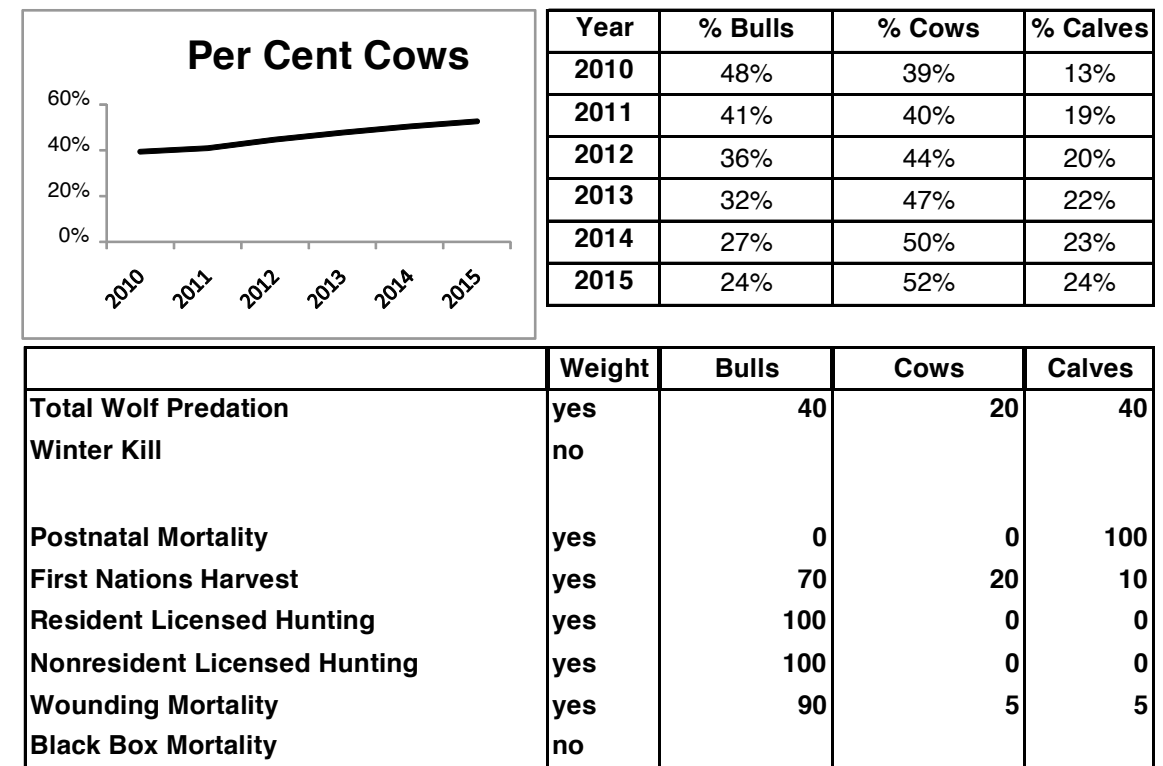 Per Cent Cows
60%
40%
20%
0%
2010 2011 2012 2013 2014 2015
Year % Bulls % Cows % Calves
2010 48% 39% 13%
2011 41% 40% 19%
2012 36% 44% 20%
2013 32% 47% 22%
2014 27% 50% 23%
2015 24% 52% 24%
Weight Bulls Cows Calves
Total Wolf Predation yes 40 20 40
Winter Kill no
Postnatal Mortality yes 0 0 100
First Nations Harvest yes 70 20 10
Resident Licensed Hunting yes 100 0 0
Nonresident Licensed Hunting yes 100 0 0
Wounding Mortality yes 90 5 5
Black Box Mortality no